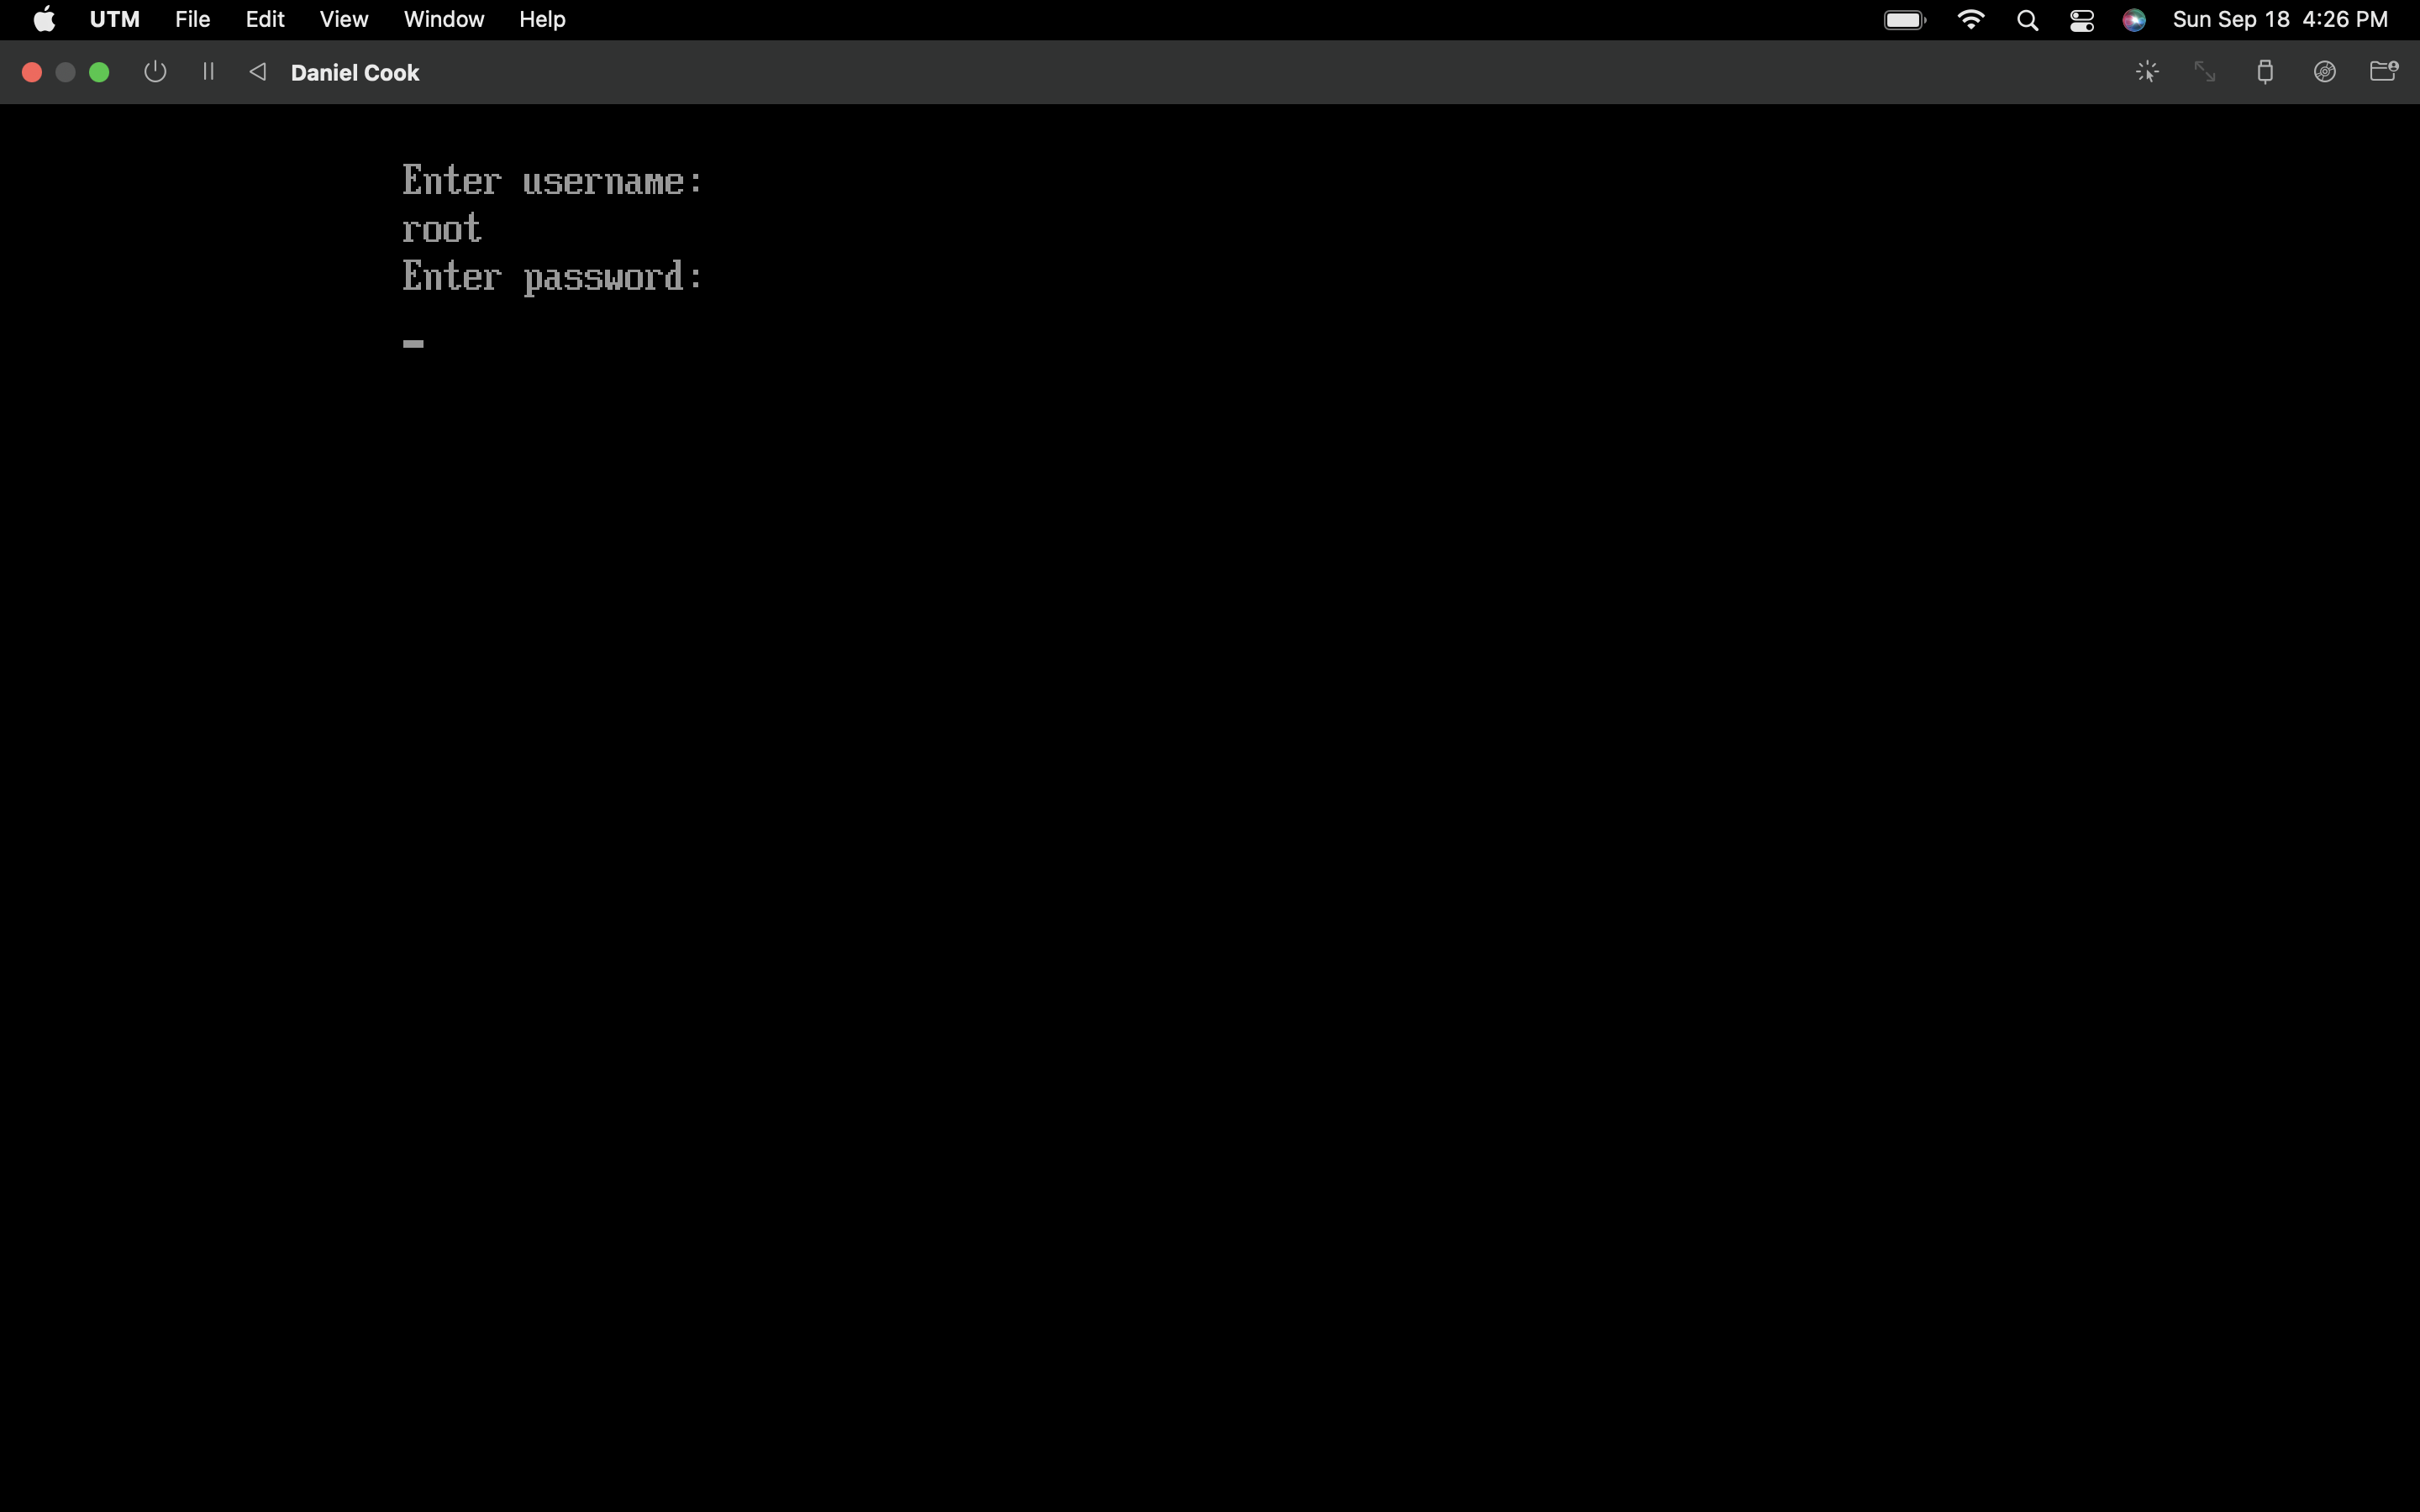 UTM File Edit View Window Help Sun Sep 18 4:26 PM
Daniel Cook
Enter username:
root
Enter password: